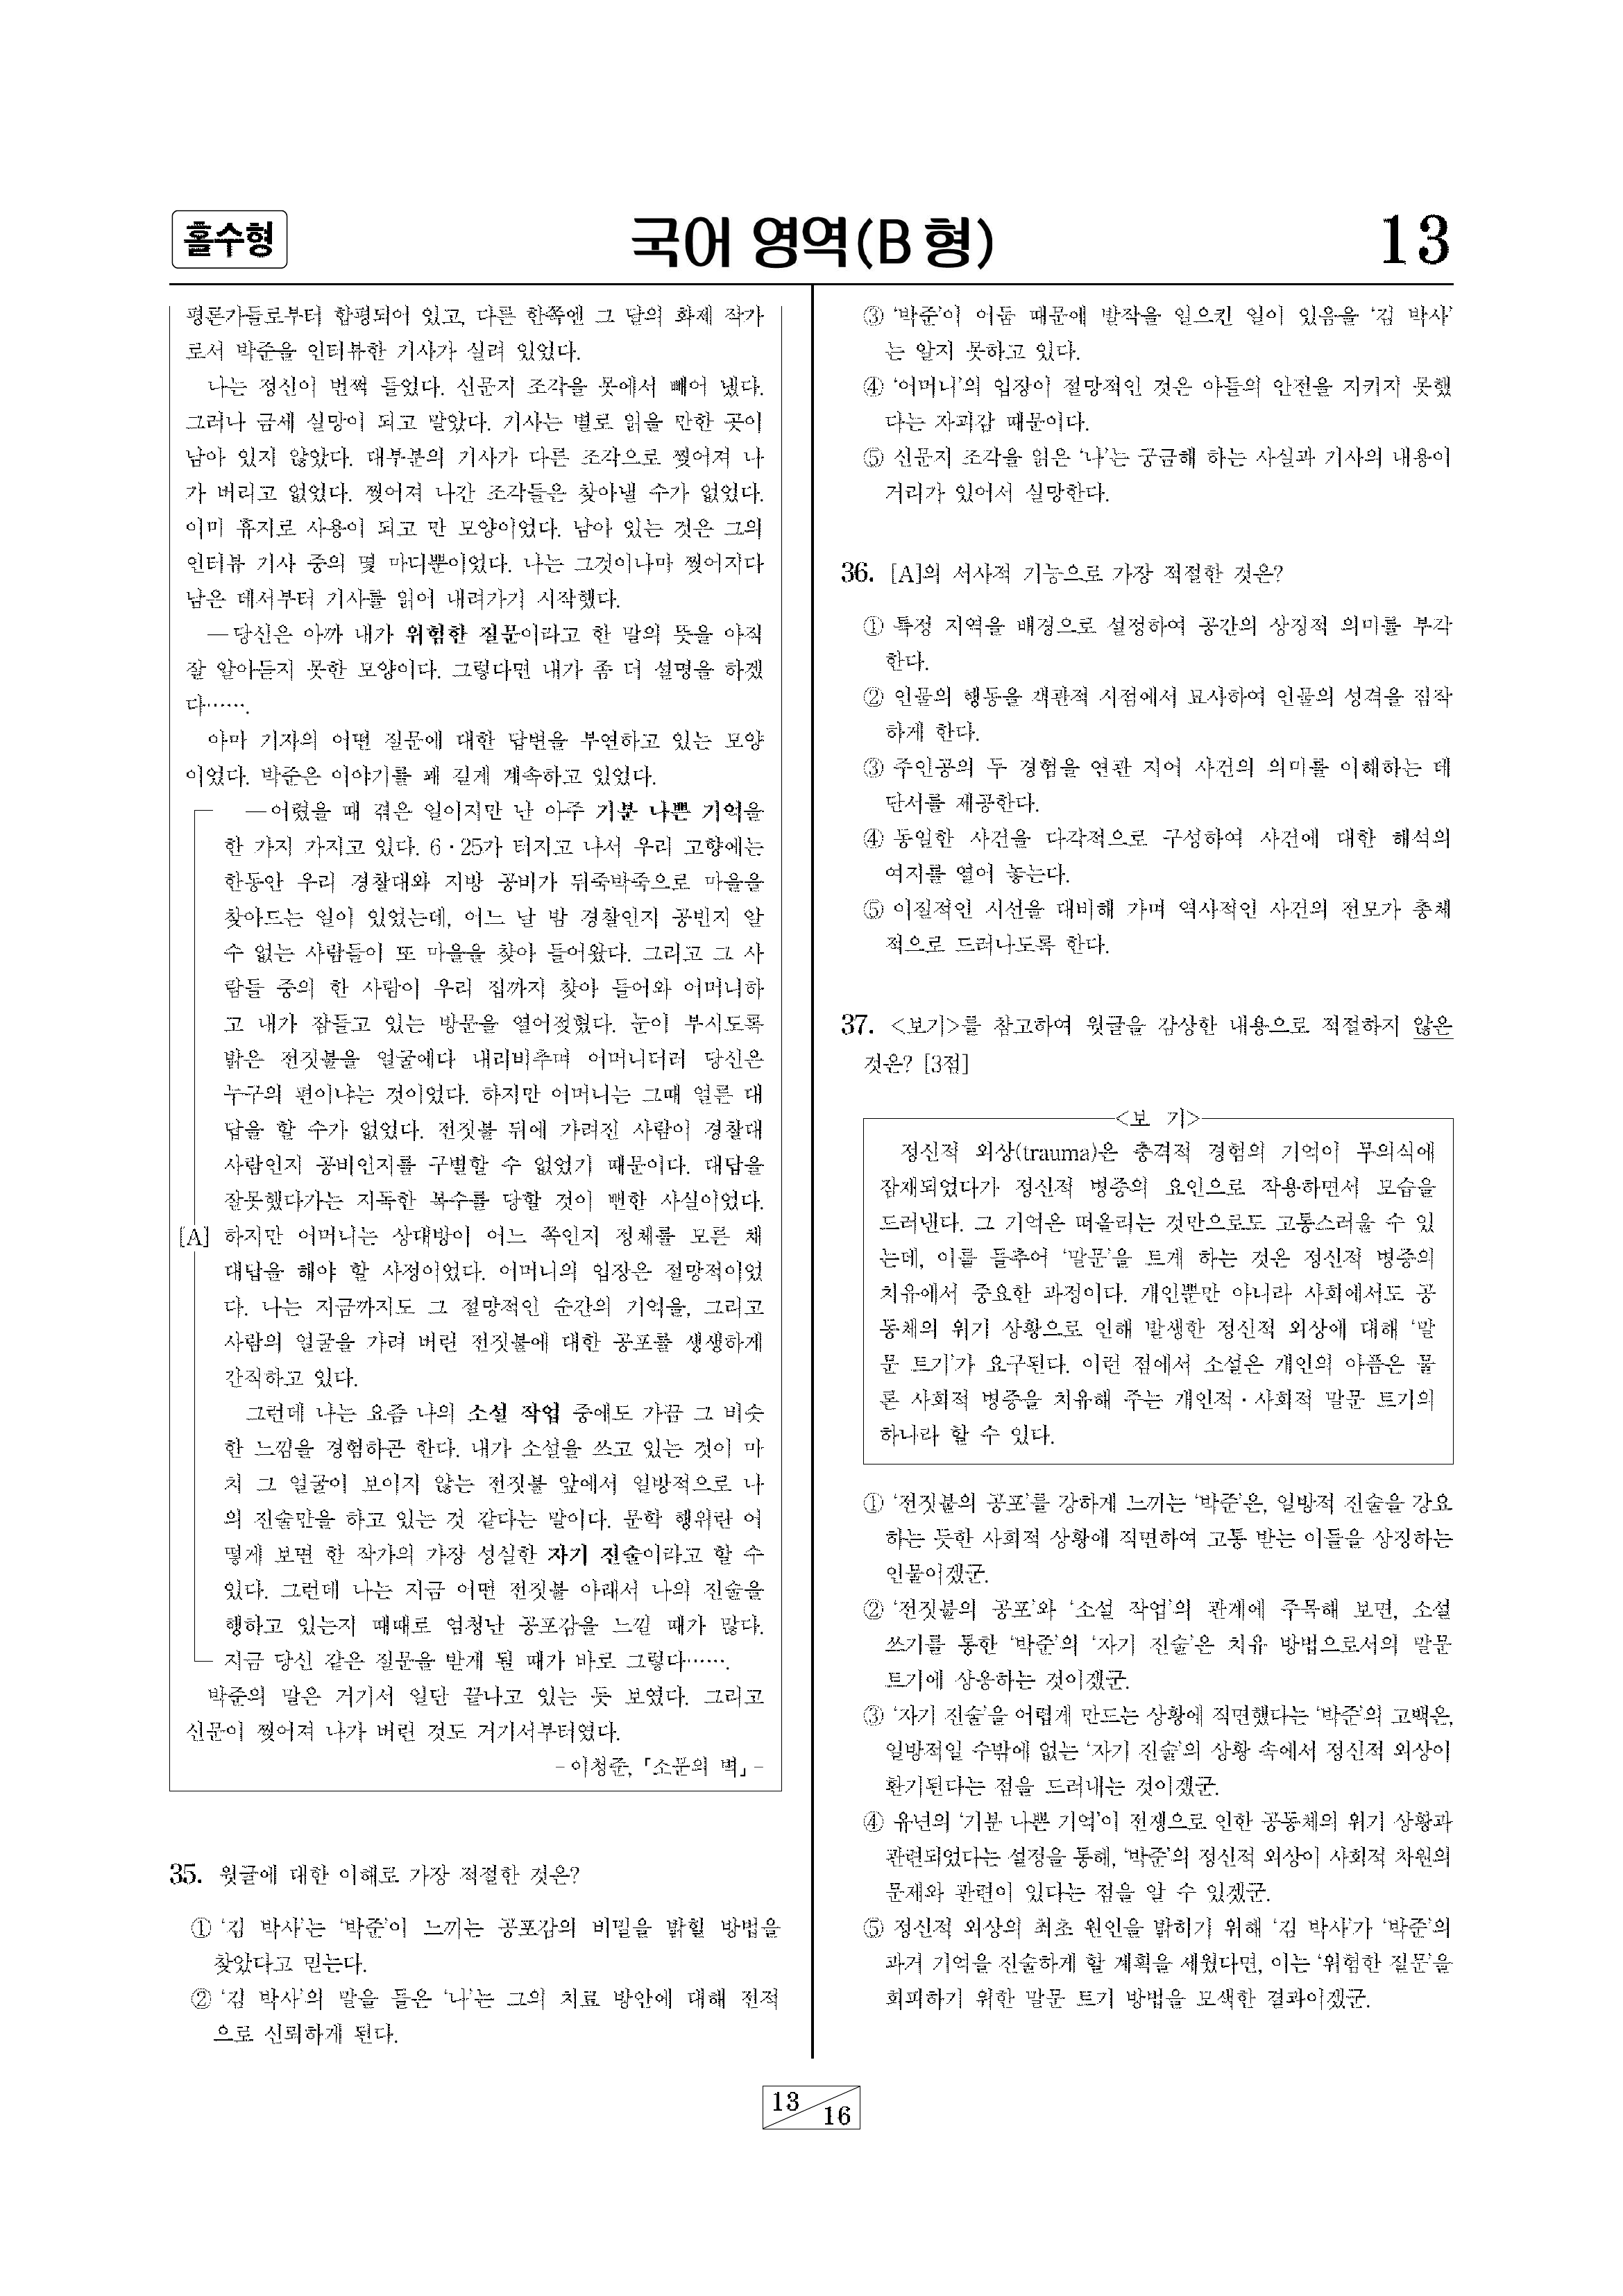 홀수형
국어 영역(B형)
13
평론가들로부터 합평되어 있고, 다른 한쪽엔 그 달의 화제 작가
로서 박준을 인터뷰한 기사가 실려 있었다.
나는 정신이 번쩍 들었다. 신문지 조각을 못에서 빼어 냈다.
그러나 금세 실망이 되고 말았다. 기사는 별로 읽을 만한 곳이
남아 있지 않았다. 대부분의 기사가 다른 조각으로 찢어져 나
가 버리고 없었다. 찢어져 나간 조각들은 찾아낼 수가 없었다.
이미 휴지로 사용이 되고 만 모양이었다. 남아 있는 것은 그의
인터뷰 기사 중의 몇 마디뿐이었다. 나는 그것이나마 찢어지다
남은 데서부터 기사를 읽어 내려가기 시작했다.
―당신은 아까 내가 위험한 질문이라고 한 말의 뜻을 아직
잘 알아듣지 못한 모양이다. 그렇다면 내가 좀 더 설명을 하겠
다…….
아마 기자의 어떤 질문에 대한 답변을 부연하고 있는 모양
이었다. 박준은 이야기를 꽤 길게 계속하고 있었다.
―어렸을 때 겪은 일이지만 난 아주 기분 나쁜 기억을
한 가지 가지고 있다. 6・25가 터지고 나서 우리 고향에는
한동안 우리 경찰대와 지방 공비가 뒤죽박죽으로 마을을
찾아드는 일이 있었는데, 어느 날 밤 경찰인지 공빈지 알
수 없는 사람들이 또 마을을 찾아 들어왔다. 그리고 그 사
람들 중의 한 사람이 우리 집까지 찾아 들어와 어머니하
고 내가 잠들고 있는 방문을 열어젖혔다. 눈이 부시도록
밝은 전짓불을 얼굴에다 내리비추며 어머니더러 당신은
누구의 편이냐는 것이었다. 하지만 어머니는 그때 얼른 대
답을 할 수가 없었다. 전짓불 뒤에 가려진 사람이 경찰대
사람인지 공비인지를 구별할 수 없었기 때문이다. 대답을
잘못했다가는 지독한 복수를 당할 것이 뻔한 사실이었다.
[A] 하지만 어머니는 상대방이 어느 쪽인지 정체를 모른 채
대답을 해야 할 사정이었다. 어머니의 입장은 절망적이었
다. 나는 지금까지도 그 절망적인 순간의 기억을, 그리고
사람의 얼굴을 가려 버린 전짓불에 대한 공포를 생생하게
간직하고 있다.
그런데 나는 요즘 나의 소설 작업 중에도 가끔 그 비슷
한 느낌을 경험하곤 한다. 내가 소설을 쓰고 있는 것이 마
치 그 얼굴이 보이지 않는 전짓불 앞에서 일방적으로 나
의 진술만을 하고 있는 것 같다는 말이다. 문학 행위란 어
떻게 보면 한 작가의 가장 성실한 자기 진술이라고 할 수
있다. 그런데 나는 지금 어떤 전짓불 아래서 나의 진술을
행하고 있는지 때때로 엄청난 공포감을 느낄 때가 많다.
지금 당신 같은 질문을 받게 될 때가 바로 그렇다…….
박준의 말은 거기서 일단 끝나고 있는 듯 보였다. 그리고
신문이 찢어져 나가 버린 것도 거기서부터였다.
- 이청준, 「소문의 벽」-
35. 윗글에 대한 이해로 가장 적절한 것은?
① ‘김 박사’는 ‘박준’이 느끼는 공포감의 비밀을 밝힐 방법을
찾았다고 믿는다.
② ‘김 박사’의 말을 들은 ‘나’는 그의 치료 방안에 대해 전적
으로 신뢰하게 된다.
③ ‘박준’이 어둠 때문에 발작을 일으킨 일이 있음을 ‘김 박사’
는 알지 못하고 있다.
④ ‘어머니’의 입장이 절망적인 것은 아들의 안전을 지키지 못했
다는 자괴감 때문이다.
⑤ 신문지 조각을 읽은 ‘나’는 궁금해 하는 사실과 기사의 내용이
거리가 있어서 실망한다.
36. [A]의 서사적 기능으로 가장 적절한 것은?
① 특정 지역을 배경으로 설정하여 공간의 상징적 의미를 부각
한다.
② 인물의 행동을 객관적 시점에서 묘사하여 인물의 성격을 짐작
하게 한다.
③ 주인공의 두 경험을 연관 지어 사건의 의미를 이해하는 데
단서를 제공한다.
④ 동일한 사건을 다각적으로 구성하여 사건에 대한 해석의
여지를 열어 놓는다.
⑤ 이질적인 시선을 대비해 가며 역사적인 사건의 전모가 총체
적으로 드러나도록 한다.
37. <보기>를 참고하여 윗글을 감상한 내용으로 적절하지 않은
것은? [3점]
<보 기>
정신적 외상(trauma)은 충격적 경험의 기억이 무의식에
잠재되었다가 정신적 병증의 요인으로 작용하면서 모습을
드러낸다. 그 기억은 떠올리는 것만으로도 고통스러울 수 있
는데, 이를 들추어 ‘말문’을 트게 하는 것은 정신적 병증의
치유에서 중요한 과정이다. 개인뿐만 아니라 사회에서도 공
동체의 위기 상황으로 인해 발생한 정신적 외상에 대해 ‘말
문 트기’가 요구된다. 이런 점에서 소설은 개인의 아픔은 물
론 사회적 병증을 치유해 주는 개인적・사회적 말문 트기의
하나라 할 수 있다.
① ‘전짓불의 공포’를 강하게 느끼는 ‘박준’은, 일방적 진술을 강요
하는 듯한 사회적 상황에 직면하여 고통 받는 이들을 상징하는
인물이겠군.
② ‘전짓불의 공포’와 ‘소설 작업’의 관계에 주목해 보면, 소설
쓰기를 통한 ‘박준’의 ‘자기 진술’은 치유 방법으로서의 말문
트기에 상응하는 것이겠군.
③ ‘자기 진술’을 어렵게 만드는 상황에 직면했다는 ‘박준’의 고백은,
일방적일 수밖에 없는 ‘자기 진술’의 상황 속에서 정신적 외상이
환기된다는 점을 드러내는 것이겠군.
④ 유년의 ‘기분 나쁜 기억’이 전쟁으로 인한 공동체의 위기 상황과
관련되었다는 설정을 통해, ‘박준’의 정신적 외상이 사회적 차원의
문제와 관련이 있다는 점을 알 수 있겠군.
⑤ 정신적 외상의 최초 원인을 밝히기 위해 ‘김 박사’가 ‘박준’의
과거 기억을 진술하게 할 계획을 세웠다면, 이는 ‘위험한 질문’을
회피하기 위한 말문 트기 방법을 모색한 결과이겠군.
13
16